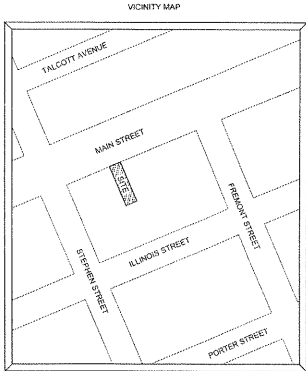 VICINITY MAP
TALCOTT AVENUE
MAIN STREET
SITE
FREMONT STREET
STEPHEN STREET
ILLINOIS STREET
PORTER STREET